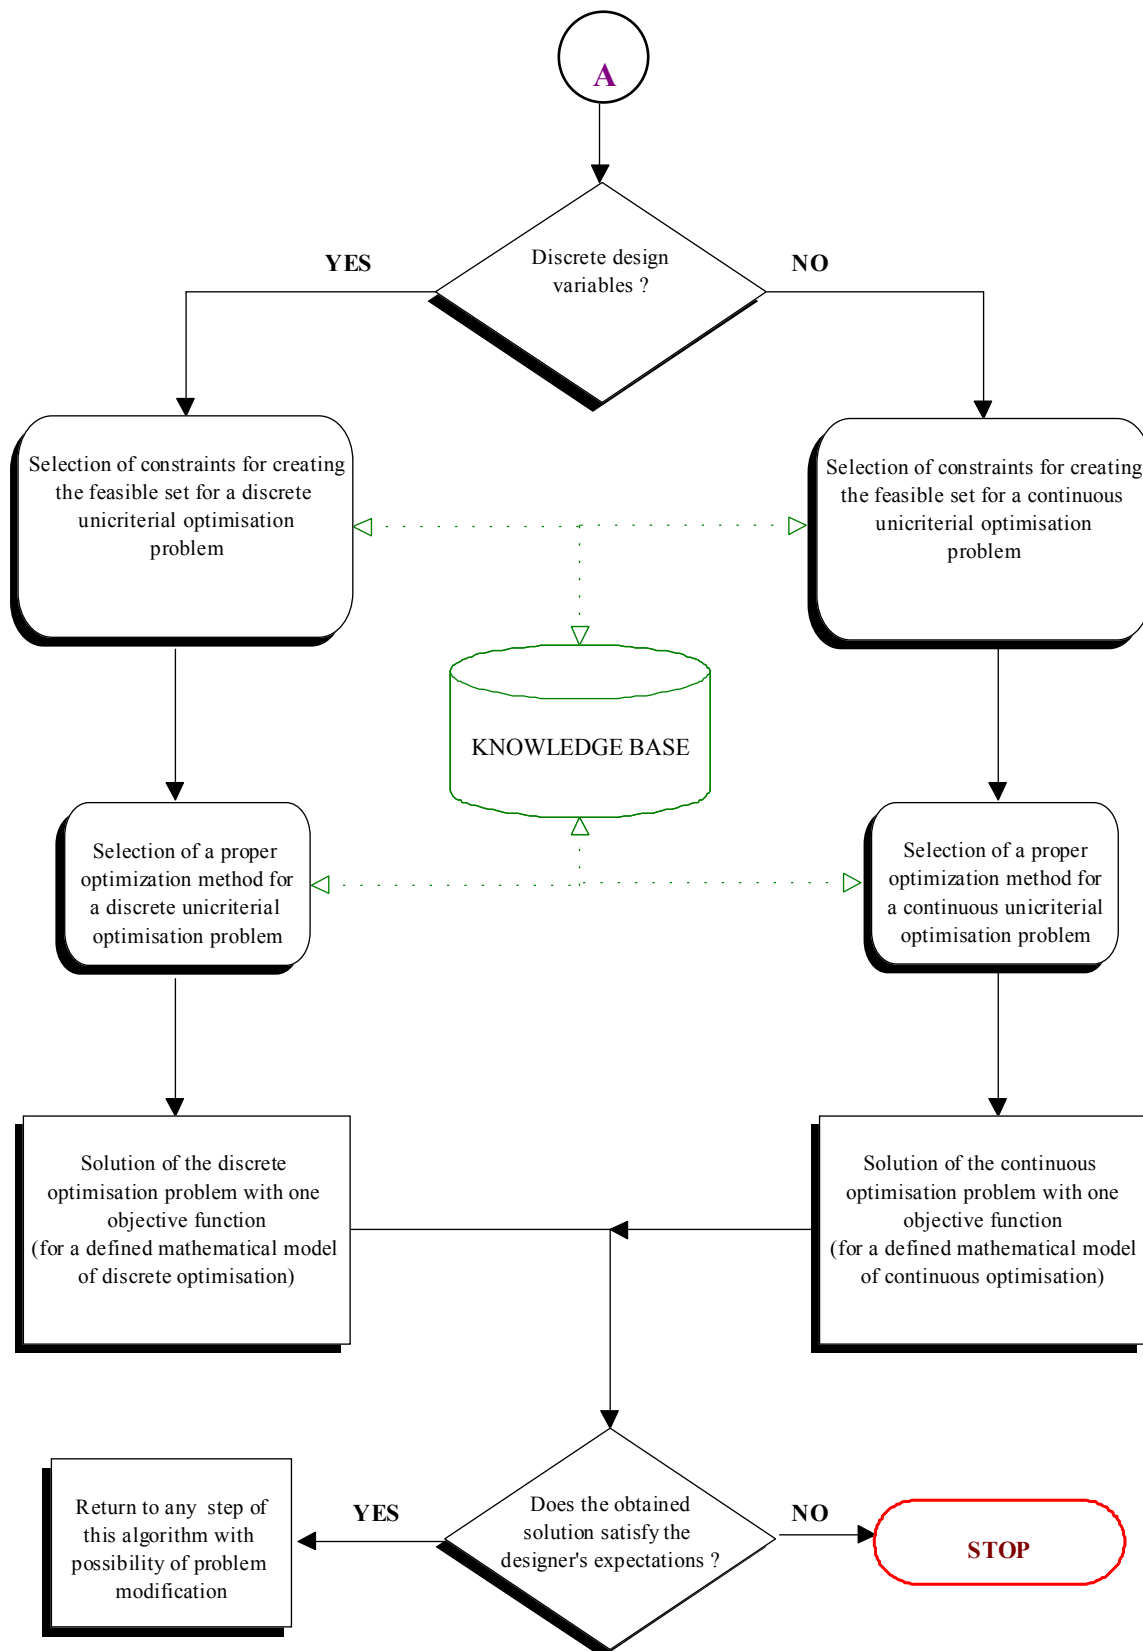 A
Discrete design
variables ?
YES
NO
Selection of constraints for creating
the feasible set for a discrete
unicriterial optimisation
problem
Selection of constraints for creating
the feasible set for a continuous
unicriterial optimisation
problem
KNOWLEDGE BASE
Selection of a proper
optimization method for
a discrete unicriterial
optimisation problem
Selection of a proper
optimization method for
a continuous unicriterial
optimisation problem
Solution of the discrete
optimisation problem with one
objective function
(for a defined mathematical model
of discrete optimisation)
Solution of the continuous
optimisation problem with one
objective function
(for a defined mathematical model
of continuous optimisation)
Return to any step of
this algorithm with
possibility of problem
modification
YES
Does the obtained
solution satisfy the
designer's expectations ?
NO
STOP